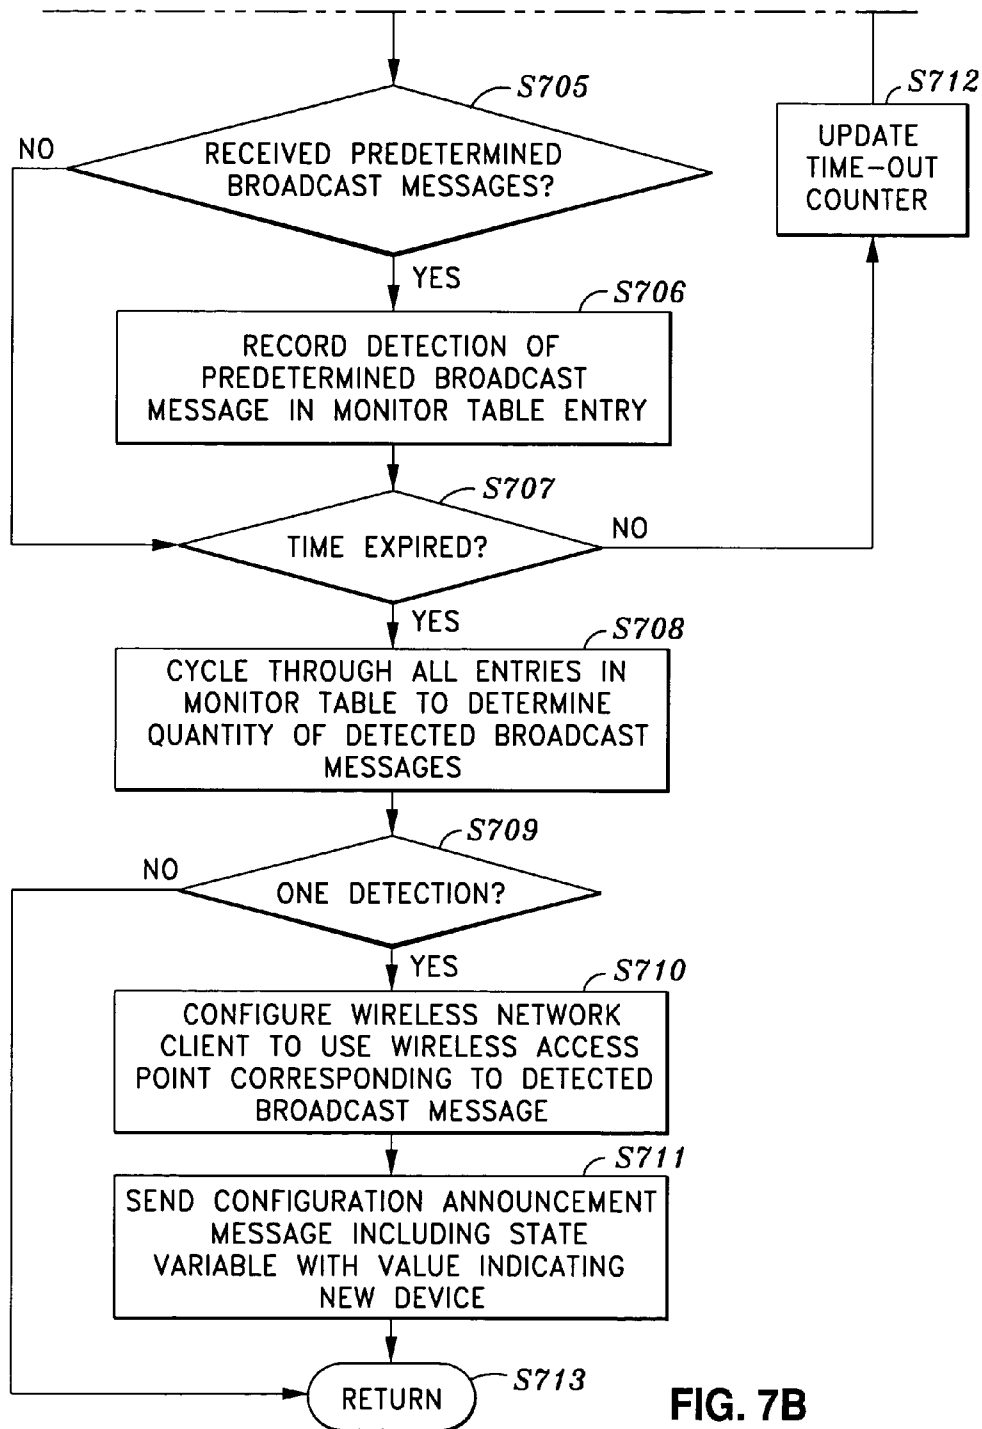 S705
S712
NO
RECEIVED PREDETERMINED
BROADCAST MESSAGES?
UPDATE
TIME-OUT
COUNTER
YES
S706
RECORD DETECTION OF
PREDETERMINED BROADCAST
MESSAGE IN MONITOR TABLE ENTRY
S707
TIME EXPIRED?
NO
YES
S708
CYCLE THROUGH ALL ENTRIES IN
MONITOR TABLE TO DETERMINE
QUANTITY OF DETECTED BROADCAST
MESSAGES
S709
NO
ONE DETECTION?
YES
S710
CONFIGURE WIRELESS NETWORK
CLIENT TO USE WIRELESS ACCESS
POINT CORRESPONDING TO DETECTED
BROADCAST MESSAGE
S711
SEND CONFIGURATION ANNOUNCEMENT
MESSAGE INCLUDING STATE
VARIABLE WITH VALUE INDICATING
NEW DEVICE
S713
RETURN
FIG. 7B